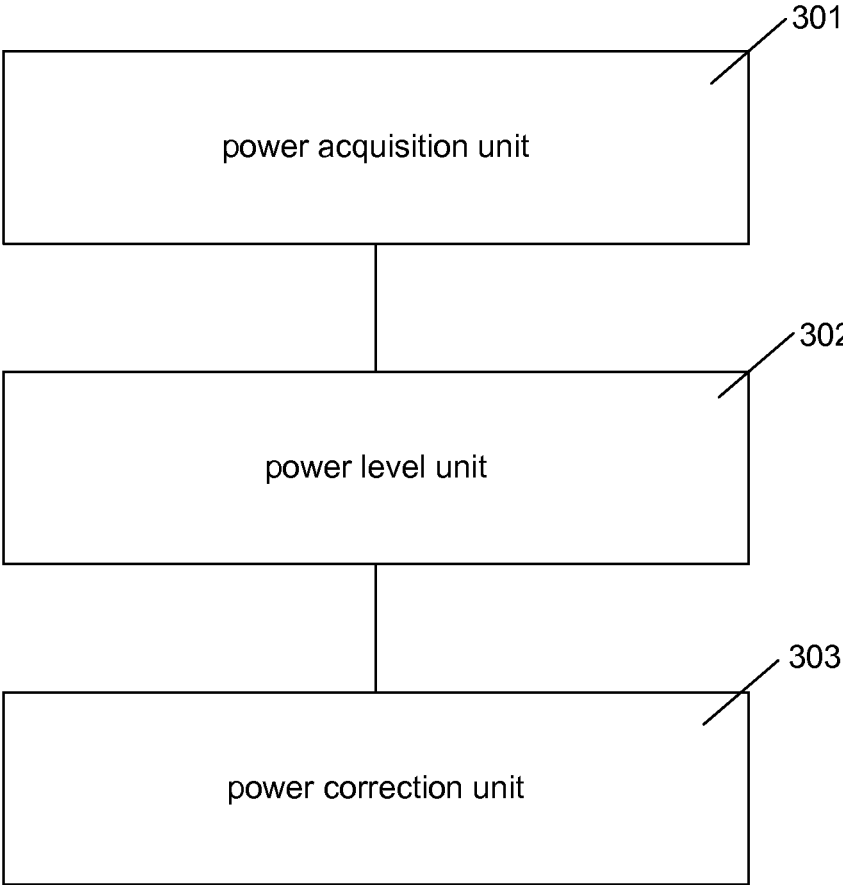 301
power acquisition unit
302
power level unit
303
power correction unit